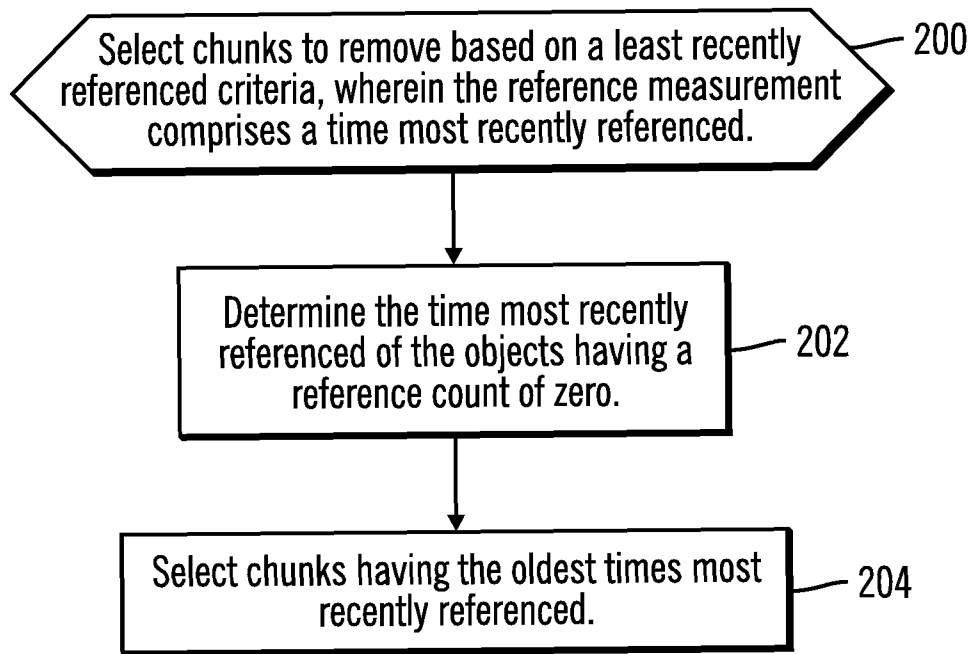 Select chunks to remove based on a least recently
referenced criteria, wherein the reference measurement
comprises a time most recently referenced.
200
Determine the time most recently
referenced of the objects having a
reference count of zero.
202
Select chunks having the oldest times most
recently referenced.
204